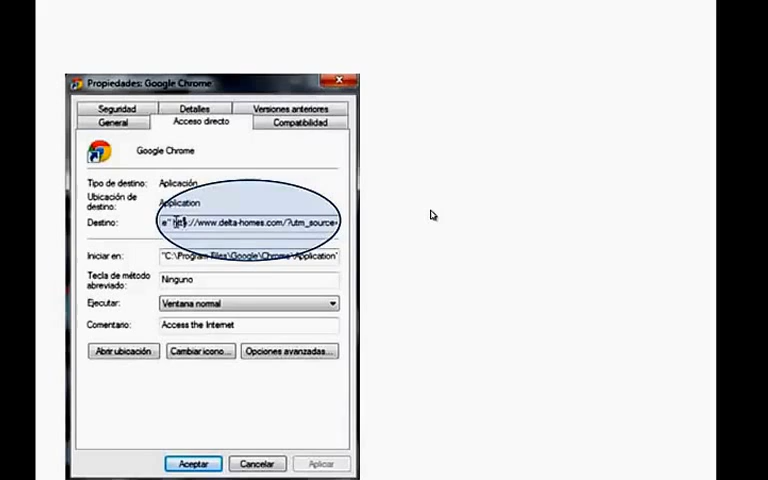 Propiedades: Google Chrome
Seguridad Detalles Versiones anteriores
General Acceso directo Compatibilidad
Google Chrome
Tipo de destino: Aplicación
Ubicación de destino: Application
Destino: e" http://www.delta-homes.com/?utm_source=
Iniciar en: "C:\Program Files\Google\Chrome\Application"
Tecla de método abreviado: Ninguno
Ejecutar: Ventana normal
Comentario: Access the Internet
Abrir ubicación Cambiar icono... Opciones avanzadas...
Aceptar Cancelar Aplicar